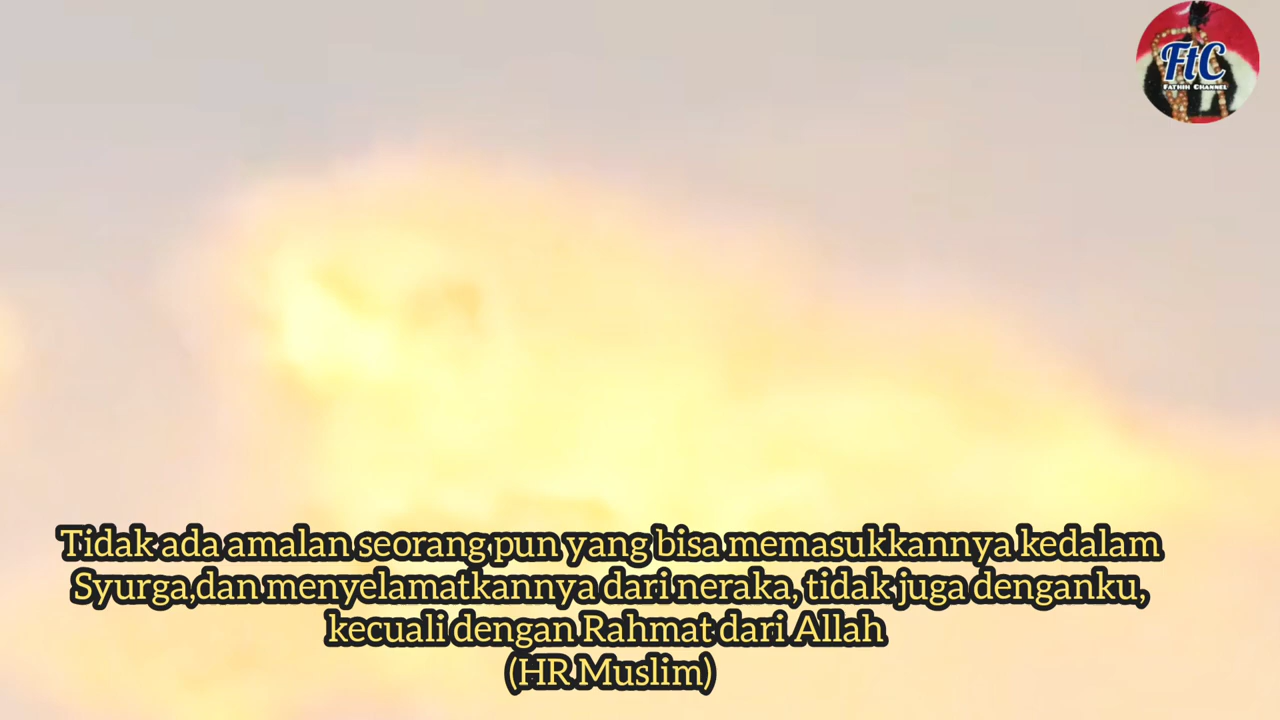 FtC
FATHIH CHANNEL
Tidak ada amalan seorang pun yang bisa memasukkannya kedalam
Syurga,dan menyelamatkannya dari neraka, tidak juga denganku,
kecuali dengan Rahmat dari Allah
(HR Muslim)